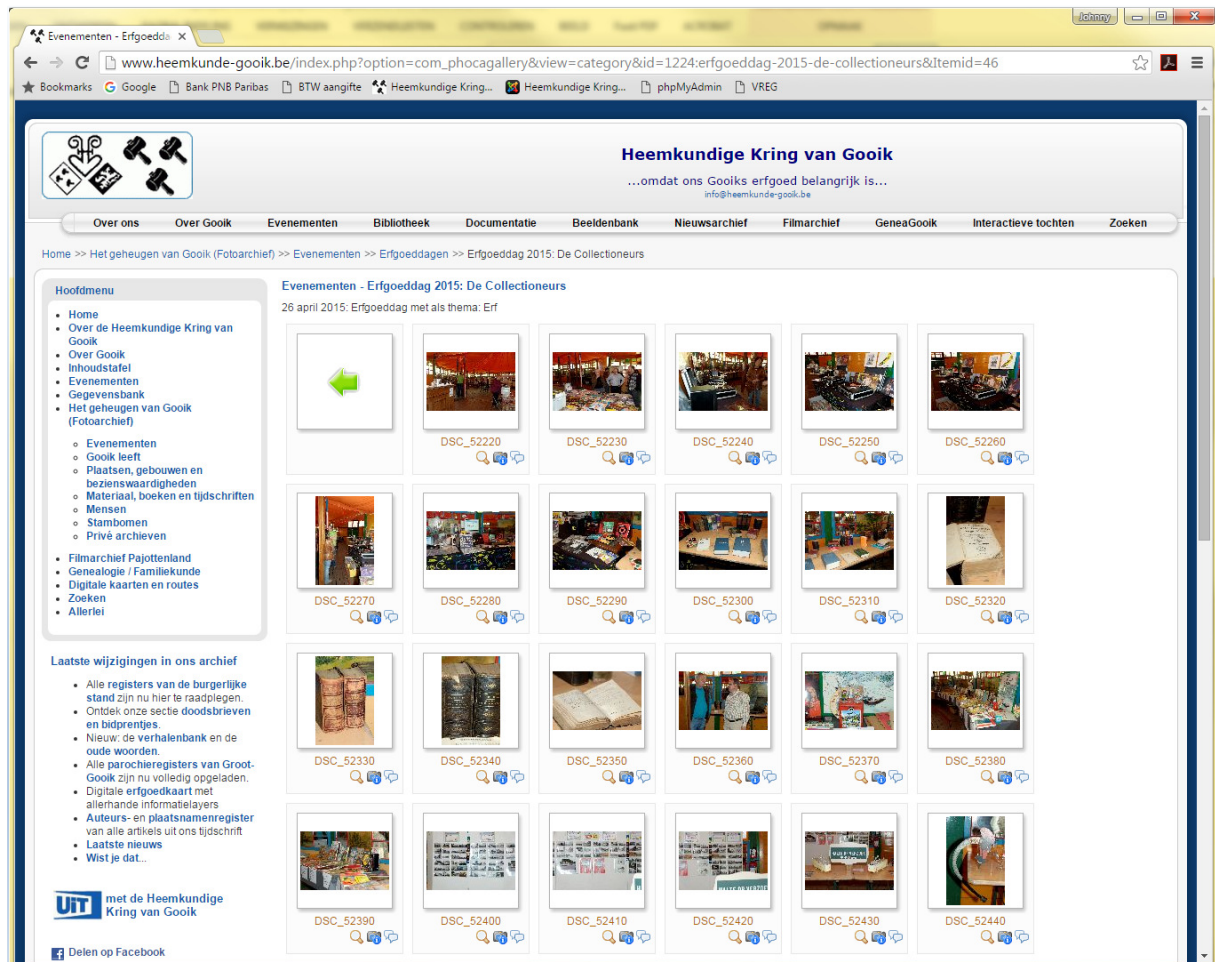 Johnny
Evenementen - Erfgoedda
www.heemkunde-gooik.be/index.php?option=com_phocagallery&view=category&id=1224:erfgoeddag-2015-de-collectioneurs&Itemid=46
Bookmarks Google Bank PNB Paribas BTW aangifte Heemkundige Kring... Heemkundige Kring... phpMyAdmin VREG
Heemkundige Kring van Gooik
...omdat ons Gooiks erfgoed belangrijk is...
info@heemkunde-gooik.be
Over ons Over Gooik Evenementen Bibliotheek Documentatie Beeldenbank Nieuwsarchief Filmarchief GeneaGooik Interactieve tochten Zoeken
Home >> Het geheugen van Gooik (Fotoarchief) >> Evenementen >> Erfgoeddagen >> Erfgoeddag 2015: De Collectioneurs
Hoofdmenu
Home
Over de Heemkundige Kring van
Gooik
Over Gooik
Inhoudstafel
Evenementen
Gegevensbank
Het geheugen van Gooik
(Fotoarchief)
Evenementen
Gooik leeft
Plaatsen, gebouwen en
bezienswaardigheden
Materiaal, boeken en tijdschriften
Mensen
Stambomen
Privé archieven
Filmarchief Pajottenland
Genealogie / Familiekunde
Digitale kaarten en routes
Zoeken
Allerlei
Laatste wijzigingen in ons archief
Alle registers van de burgerlijke
stand zijn nu hier te raadplegen.
Ontdek onze sectie doodsbrieven
en bidprentjes.
Nieuw: de verhalenbank en de
oude woorden.
Alle parochieregisters van Groot-
Gooik zijn nu volledig opgeladen.
Digitale erfgoedkaart met
allerhande informatielayers
Auteurs- en plaatsnamenregister
van alle artikels uit ons tijdschrift
Laatste nieuws
Wist je dat...
UiT met de Heemkundige
Kring van Gooik
Delen op Facebook
Evenementen - Erfgoeddag 2015: De Collectioneurs
26 april 2015: Erfgoeddag met als thema: Erf
DSC_52220 DSC_52230 DSC_52240 DSC_52250 DSC_52260
DSC_52270 DSC_52280 DSC_52290 DSC_52300 DSC_52310 DSC_52320
DSC_52330 DSC_52340 DSC_52350 DSC_52360 DSC_52370 DSC_52380
DSC_52390 DSC_52400 DSC_52410 DSC_52420 DSC_52430 DSC_52440